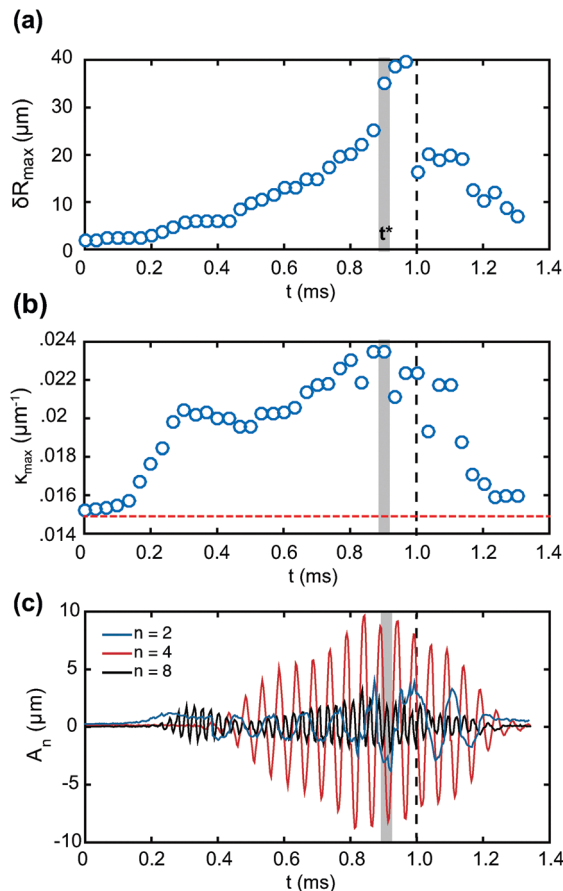 (a)
δRmax (μm)
40
30
20
10
0
t*
0 0.2 0.4 0.6 0.8 1.0 1.2 1.4
t (ms)
(b)
κmax (μm-1)
.024
.022
.02
.018
.016
.014
0 0.2 0.4 0.6 0.8 1.0 1.2 1.4
t (ms)
(c)
An (μm)
10
5
0
-5
-10
n = 2
n = 4
n = 8
0 0.2 0.4 0.6 0.8 1.0 1.2 1.4
t (ms)